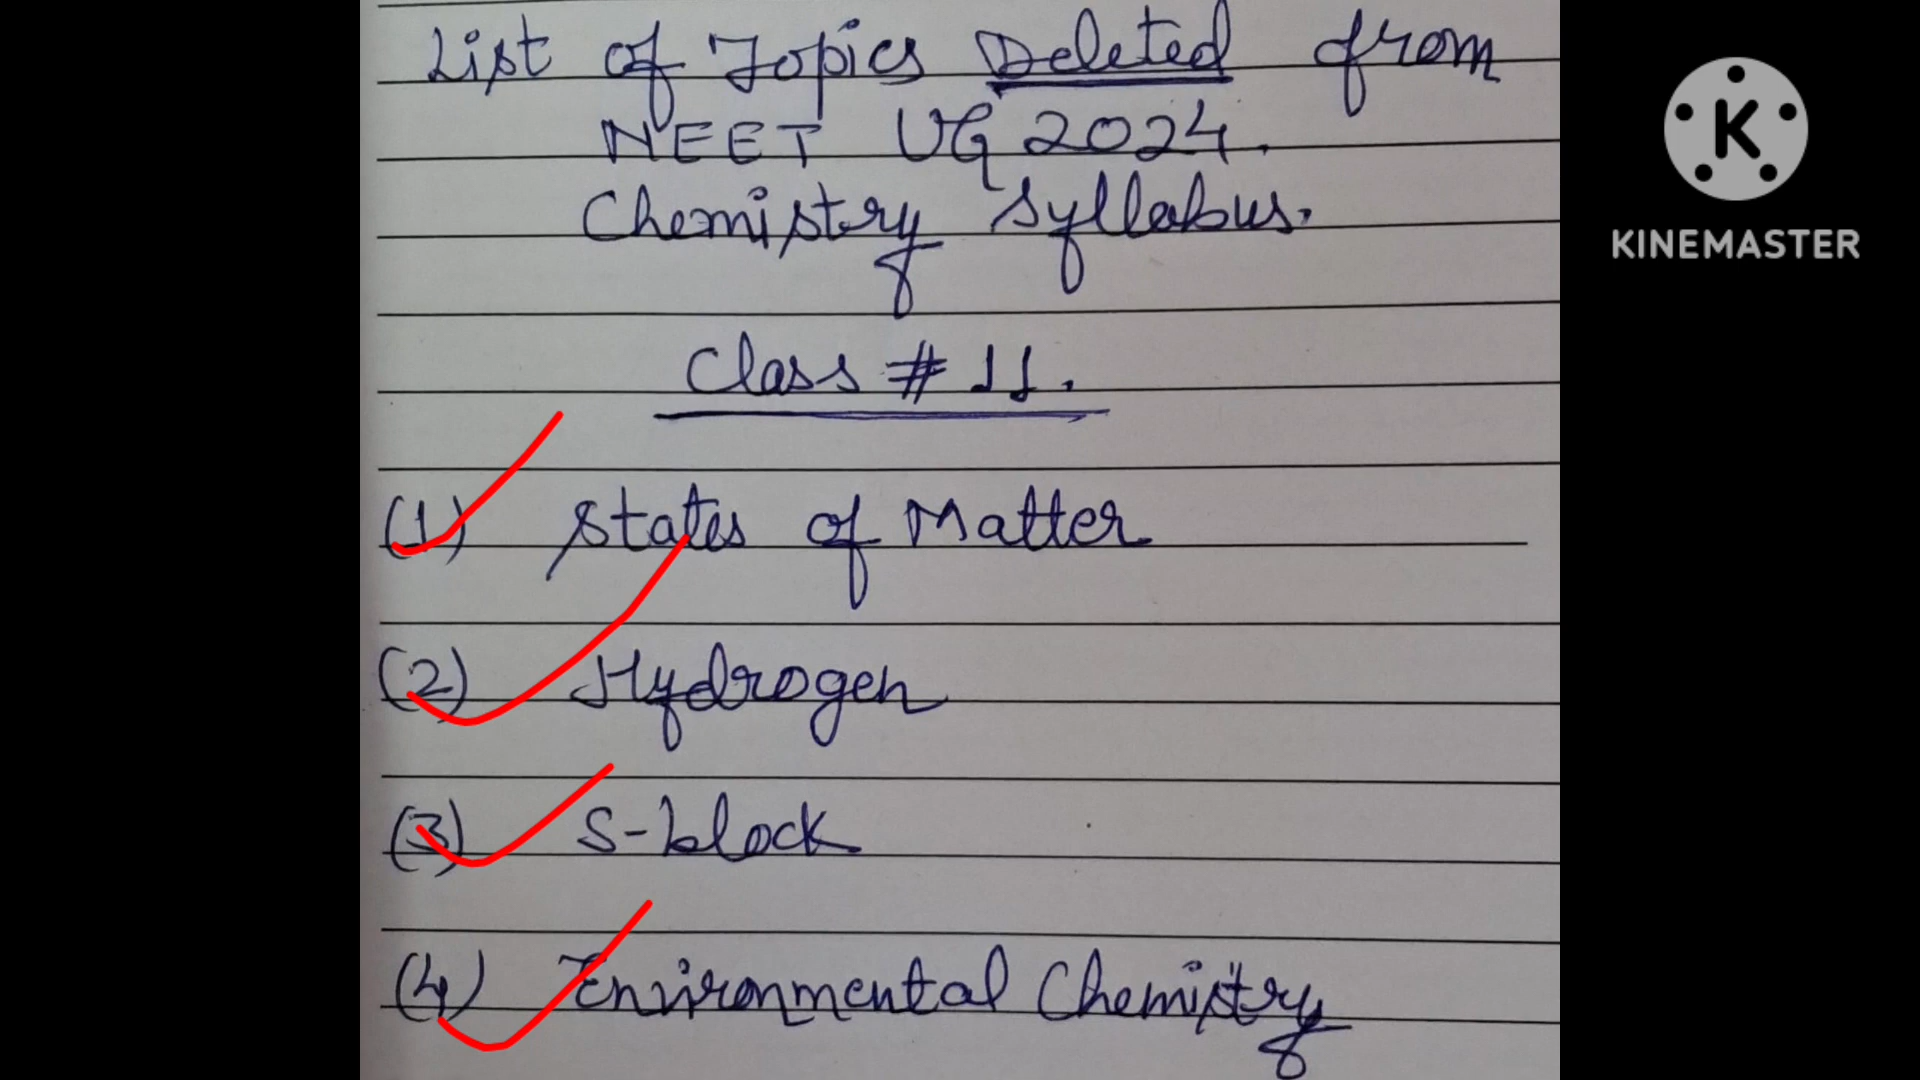 List of Topics Deleted from
NEET UG 2024.
Chemistry syllabus.
Class # 11.
(1) States of Matter
(2) Hydrogen
(3) S-block
(4) Environmental Chemistry
K
KINEMASTER